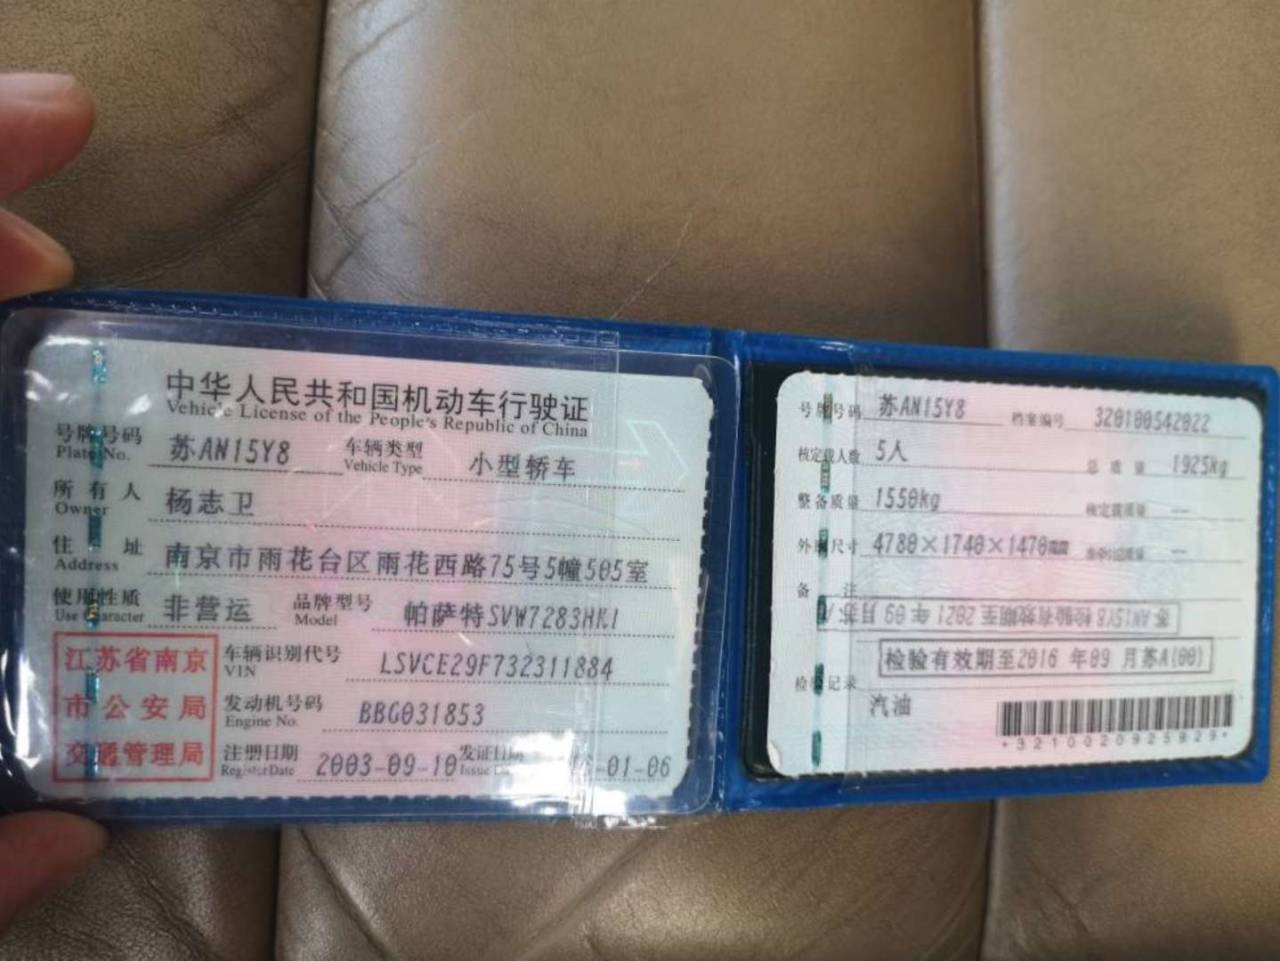 中华人民共和国机动车行驶证
Vehicle License of the People's Republic of China
号牌号码 苏AN15Y8 车辆类型 小型轿车
Plate No. Vehicle Type
所有人 杨志卫
Owner
住址 南京市雨花台区雨花西路75号5幢505室
Address
使用性质 非营运 品牌型号 帕萨特SVW7283HKI
Use Character Model
江苏省南京
市公安局
交通管理局
车辆识别代号 LSVCE29F732311884
VIN
发动机号码 BBG031853
Engine No.
注册日期 2003-09-10 发证日期 -01-06
Register Date Issue
号牌号码 苏AN15Y8 档案编号 320100542022
核定载人数 5人 总质量 1925kg
整备质量 1550kg 核定载质量 --
外廓尺寸 4780×1740×1470mm --
备注
苏AN15Y8 检验有效期至 2021 年 09 月 苏
检验有效期至2016 年09 月苏A(00)
检验记录
汽油
*3210020925929*